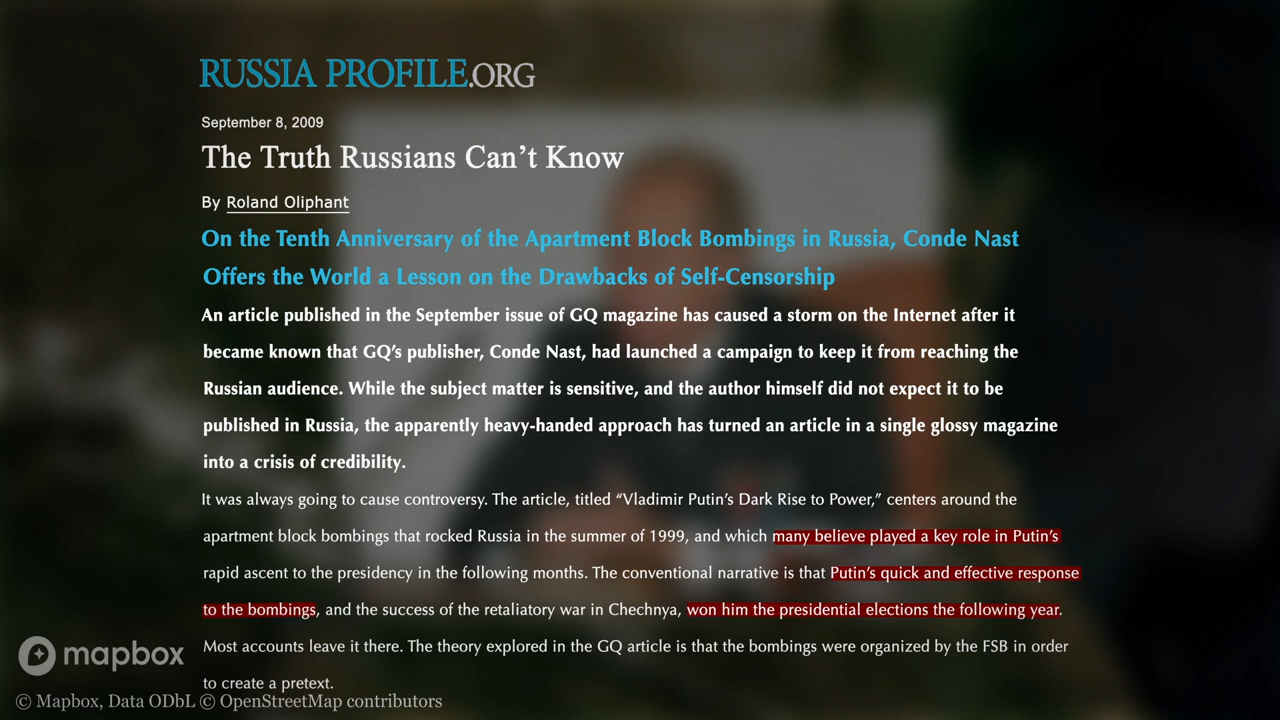 RUSSIA PROFILE.ORG
September 8, 2009
The Truth Russians Can’t Know
By Roland Oliphant
On the Tenth Anniversary of the Apartment Block Bombings in Russia, Conde Nast
Offers the World a Lesson on the Drawbacks of Self-Censorship
An article published in the September issue of GQ magazine has caused a storm on the Internet after it
became known that GQ’s publisher, Conde Nast, had launched a campaign to keep it from reaching the
Russian audience. While the subject matter is sensitive, and the author himself did not expect it to be
published in Russia, the apparently heavy-handed approach has turned an article in a single glossy magazine
into a crisis of credibility.
It was always going to cause controversy. The article, titled “Vladimir Putin’s Dark Rise to Power,” centers around the
apartment block bombings that rocked Russia in the summer of 1999, and which many believe played a key role in Putin’s
rapid ascent to the presidency in the following months. The conventional narrative is that Putin’s quick and effective response
to the bombings, and the success of the retaliatory war in Chechnya, won him the presidential elections the following year.
Most accounts leave it there. The theory explored in the GQ article is that the bombings were organized by the FSB in order
to create a pretext.
mapbox
© Mapbox, Data ODbL © OpenStreetMap contributors